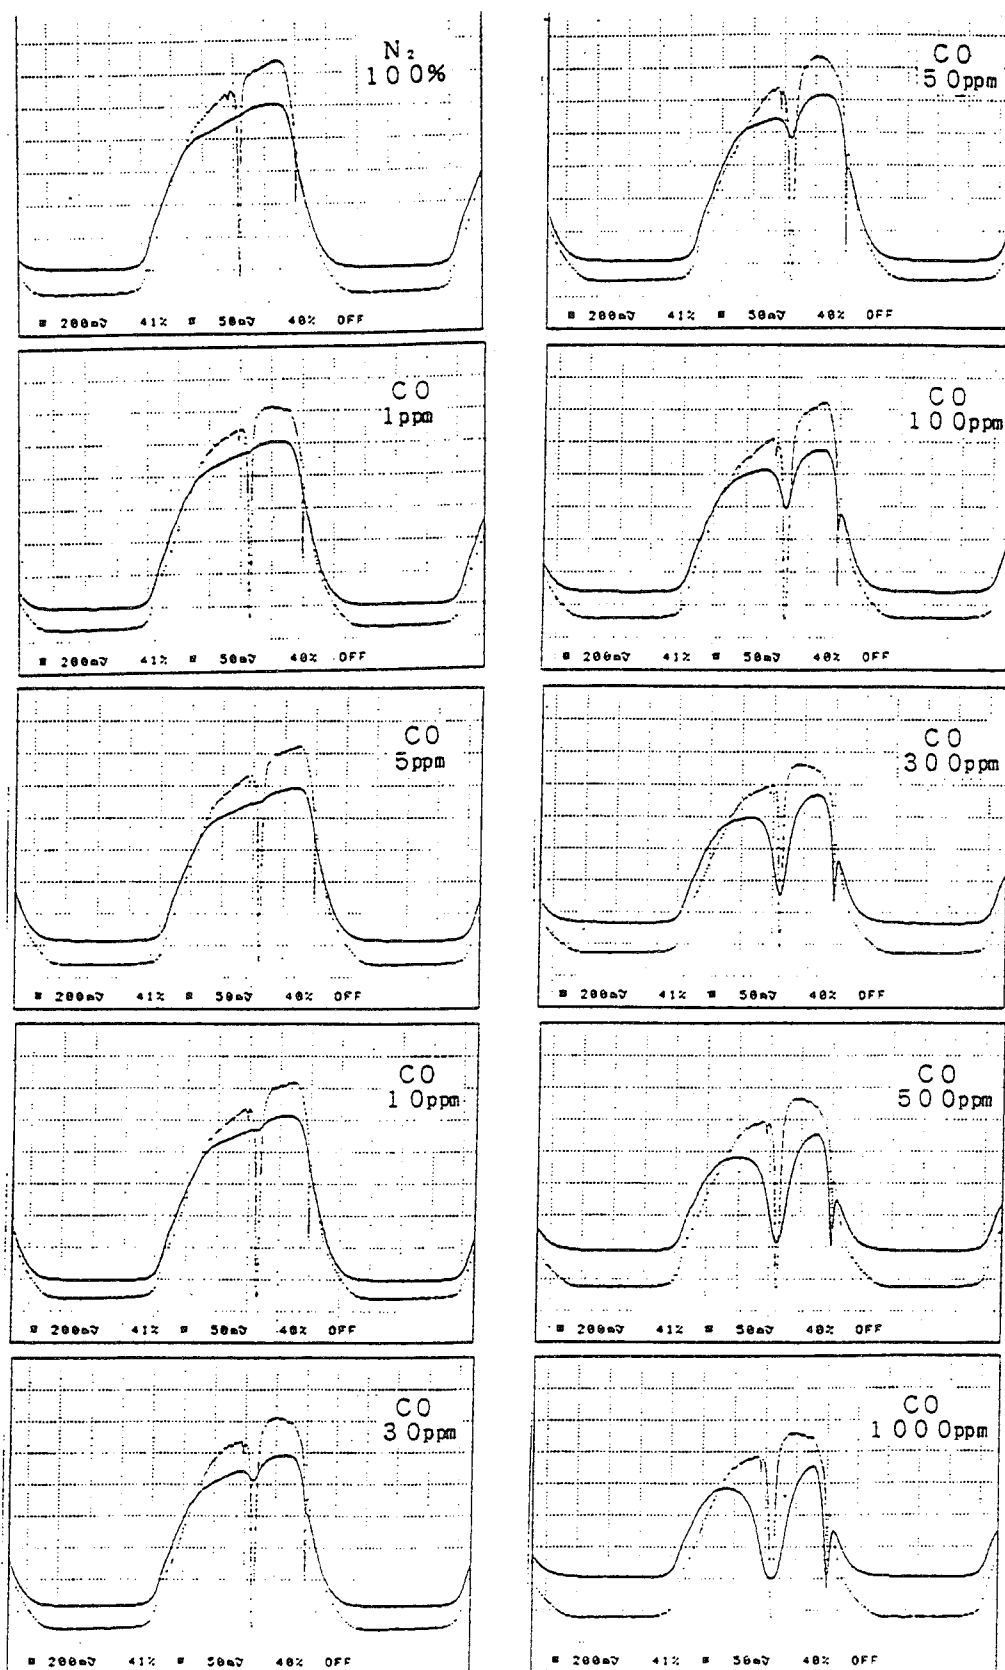 N₂
100%
⌗ 200mV 41% ⌗ 50mV 40% OFF
CO
1ppm
⌗ 200mV 41% ⌗ 50mV 40% OFF
CO
5ppm
⌗ 200mV 41% ⌗ 50mV 40% OFF
CO
10ppm
⌗ 200mV 41% ⌗ 50mV 40% OFF
CO
30ppm
⌗ 200mV 41% ⌗ 50mV 40% OFF
CO
50ppm
⌗ 200mV 41% ⌗ 50mV 40% OFF
CO
100ppm
⌗ 200mV 41% ⌗ 50mV 40% OFF
CO
300ppm
⌗ 200mV 41% ⌗ 50mV 40% OFF
CO
500ppm
⌗ 200mV 41% ⌗ 50mV 40% OFF
CO
1000ppm
⌗ 200mV 41% ⌗ 50mV 40% OFF